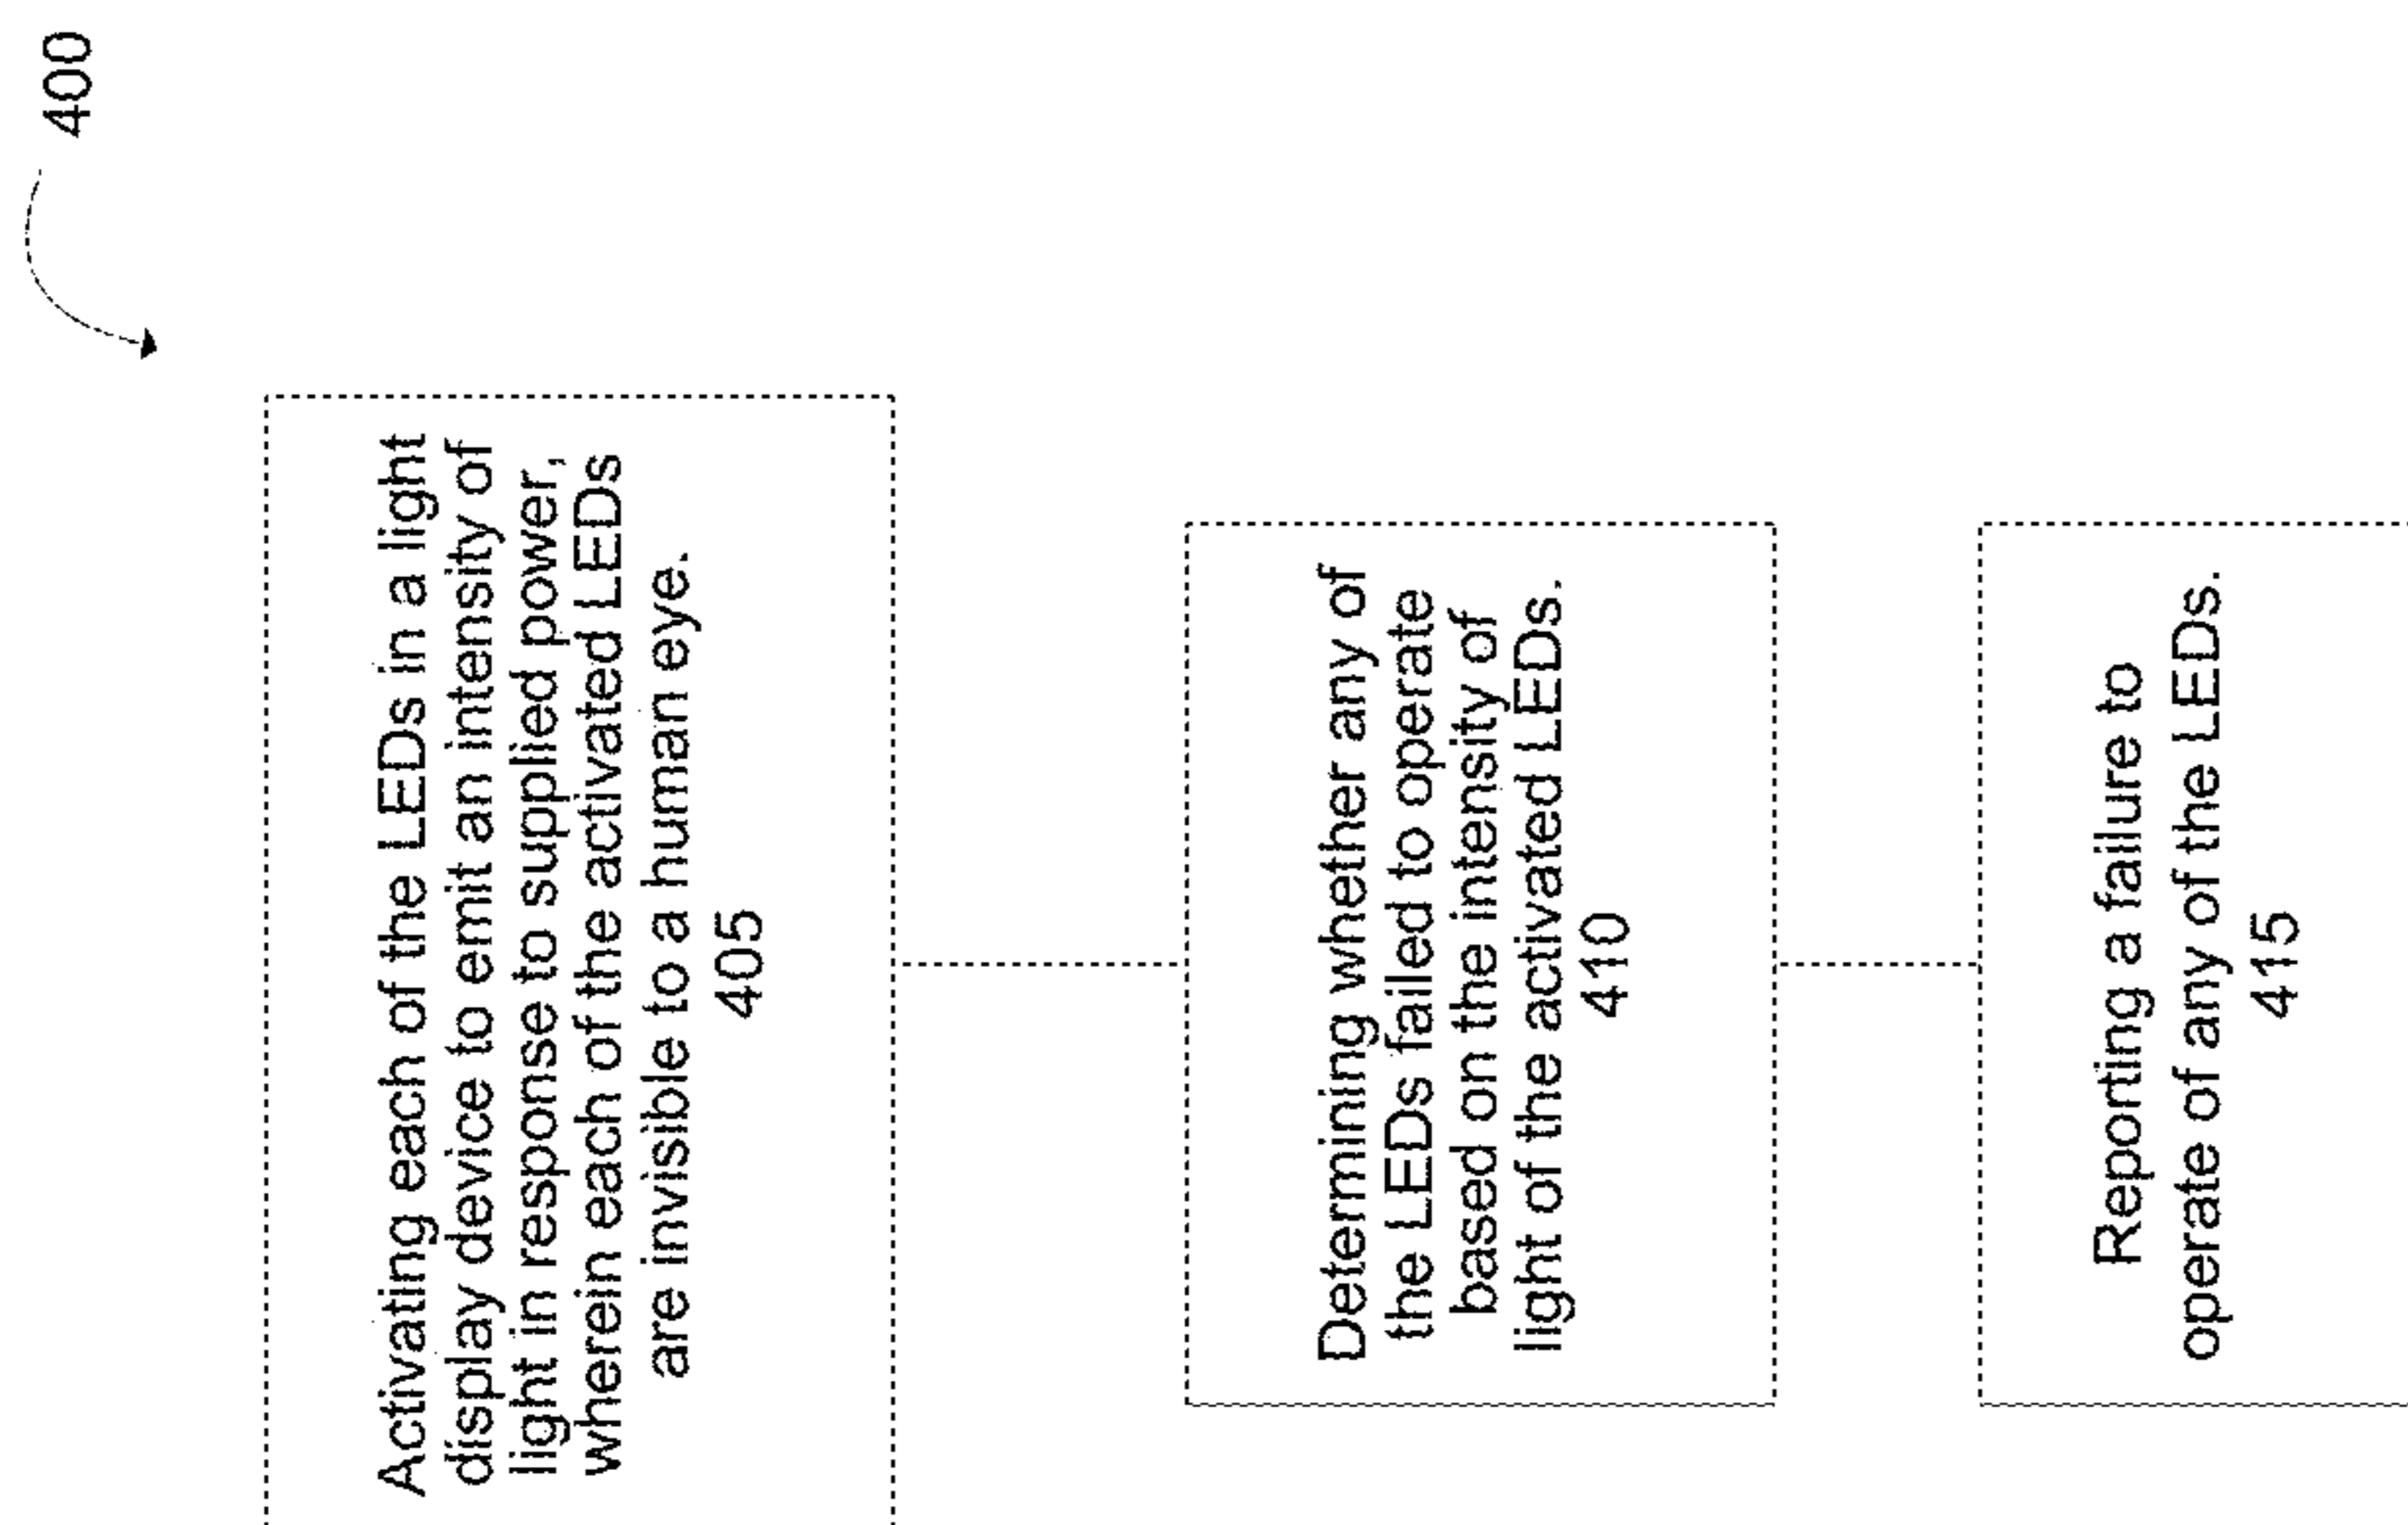 400
Activating each of the LEDs in a light
display device to emit an intensity of
light in response to supplied power,
wherein each of the activated LEDs
are invisible to a human eye.
405
Determining whether any of
the LEDs failed to operate
based on the intensity of
light of the activated LEDs.
410
Reporting a failure to
operate of any of the LEDs.
415